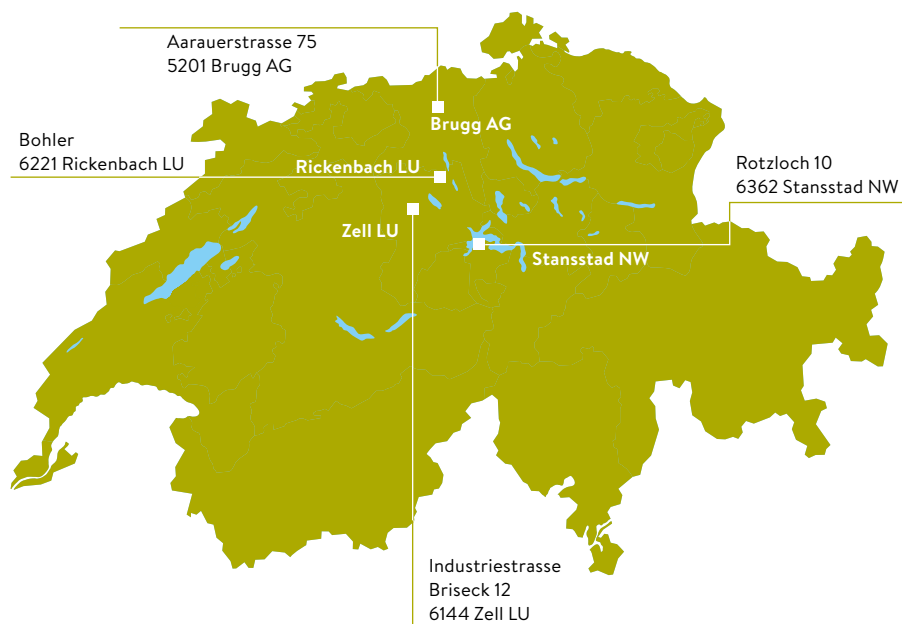 Aarauerstrasse 75
5201 Brugg AG
Brugg AG
Bohler
6221 Rickenbach LU
Rickenbach LU
Rotzloch 10
6362 Stansstad NW
Zell LU
Stansstad NW
Industriestrasse
Briseck 12
6144 Zell LU